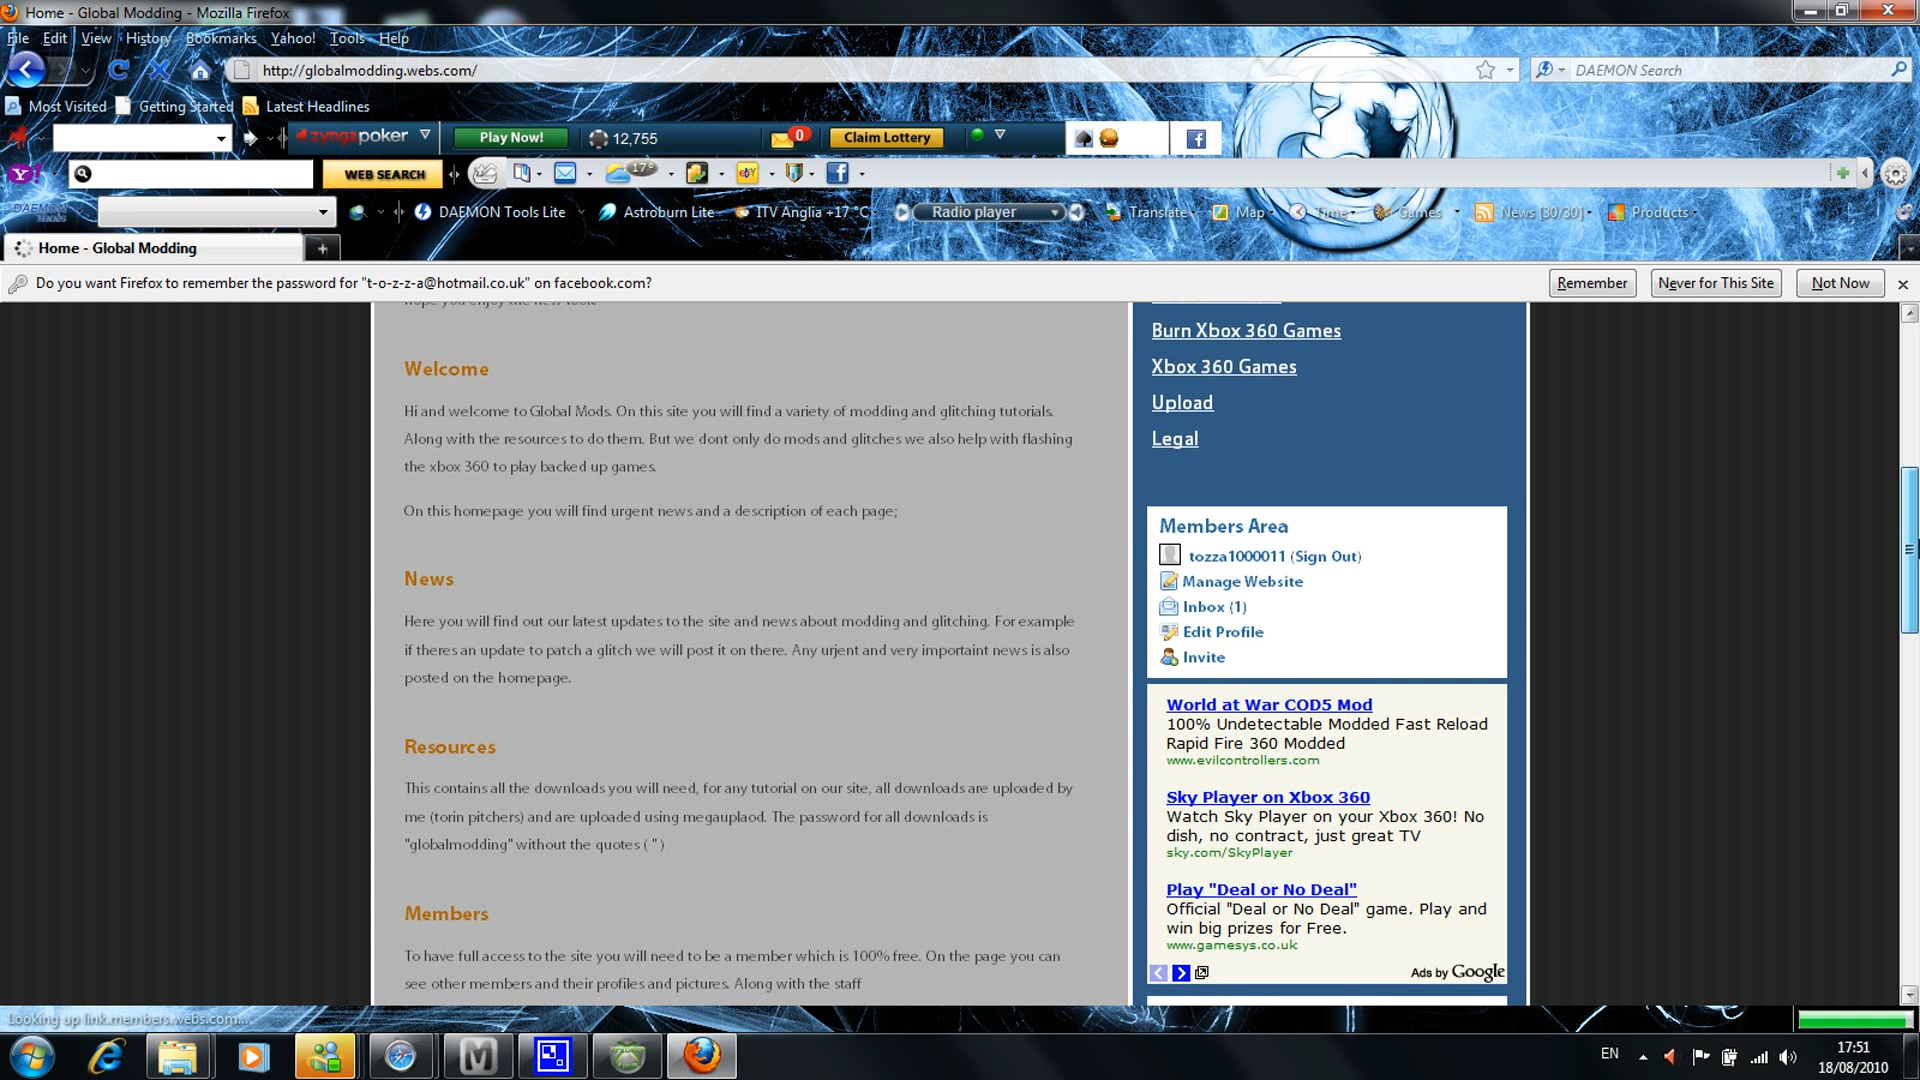 Home - Global Modding - Mozilla Firefox
File Edit View History Bookmarks Yahoo! Tools Help
http://globalmodding.webs.com/
DAEMON Search
Most Visited Getting Started Latest Headlines
zynga poker Play Now! 12,755 0 Claim Lottery
Y! WEB SEARCH 17°
DAEMON Tools DAEMON Tools Lite Astroburn Lite ITV Anglia +17 °C Radio player Translate Map Time Games News [30/30] Products
Home - Global Modding
Do you want Firefox to remember the password for "t-o-z-z-a@hotmail.co.uk" on facebook.com? Remember Never for This Site Not Now
hope you enjoy the new look
Welcome
Hi and welcome to Global Mods. On this site you will find a variety of modding and glitching tutorials.
Along with the resources to do them. But we dont only do mods and glitches we also help with flashing
the xbox 360 to play backed up games.
On this homepage you will find urgent news and a description of each page;
News
Here you will find out our latest updates to the site and news about modding and glitching. For example
if theres an update to patch a glitch we will post it on there. Any urjent and very importaint news is also
posted on the homepage.
Resources
This contains all the downloads you will need, for any tutorial on our site, all downloads are uploaded by
me (torin pitchers) and are uploaded using megauplaod. The password for all downloads is
"globalmodding" without the quotes ( " )
Members
To have full access to the site you will need to be a member which is 100% free. On the page you can
see other members and their profiles and pictures. Along with the staff
Burn Xbox 360 Games
Xbox 360 Games
Upload
Legal
Members Area
tozza1000011 (Sign Out)
Manage Website
Inbox (1)
Edit Profile
Invite
World at War COD5 Mod
100% Undetectable Modded Fast Reload
Rapid Fire 360 Modded
www.evilcontrollers.com
Sky Player on Xbox 360
Watch Sky Player on your Xbox 360! No
dish, no contract, just great TV
sky.com/SkyPlayer
Play "Deal or No Deal"
Official "Deal or No Deal" game. Play and
win big prizes for Free.
www.gamesys.co.uk
Ads by Google
Looking up link.members.webs.com...
EN
17:51
18/08/2010